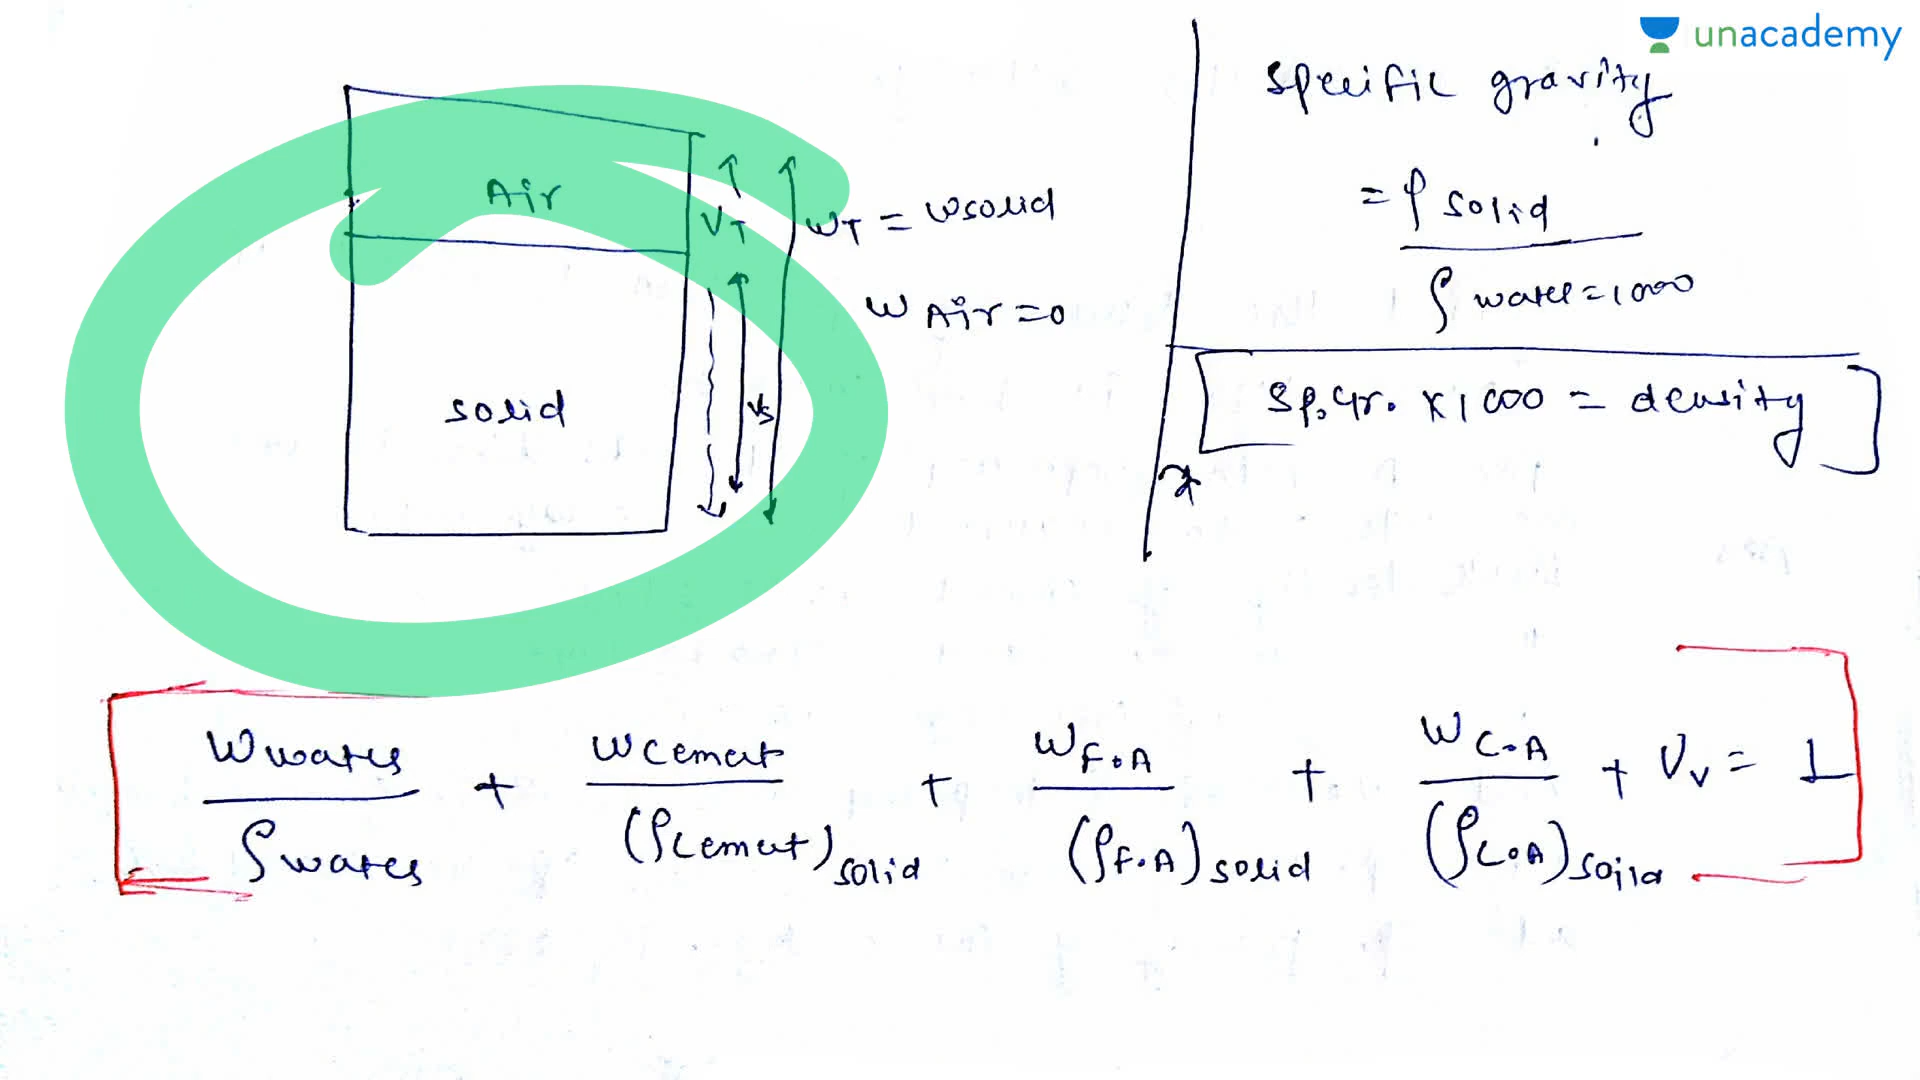 unacademy
Air
solid
V_T
V_S
W_T = Wsolid
W Air = 0
Specific gravity
= ρ solid
ρ water = 1000
Sp.Gr. x 1000 = density
W water / ρ water + W Cement / (ρ Cement) solid + W F.A / (ρ F.A) solid + W C.A / (ρ C.A) solid + V_v = 1